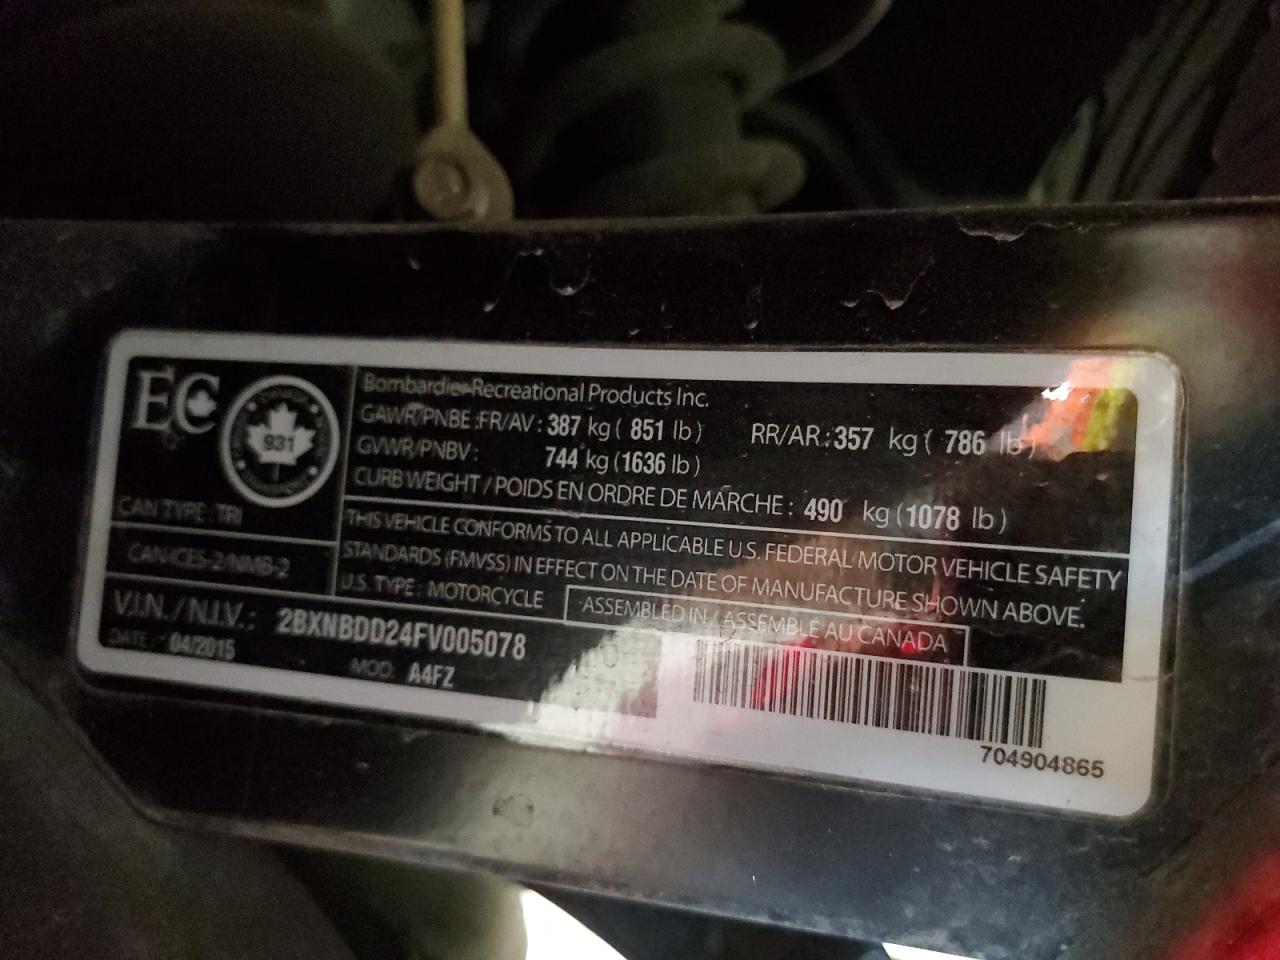 EC
931
CAN TYPE: TRI
CAN ICES-2/NMB-2
Bombardier Recreational Products Inc.
GAWR/PNBE :FR/AV: 387 kg ( 851 lb ) RR/AR.: 357 kg ( 786 lb )
GVWR/PNBV: 744 kg (1636 lb )
CURB WEIGHT / POIDS EN ORDRE DE MARCHE : 490 kg (1078 lb )
THIS VEHICLE CONFORMS TO ALL APPLICABLE U.S. FEDERAL MOTOR VEHICLE SAFETY
STANDARDS (FMVSS) IN EFFECT ON THE DATE OF MANUFACTURE SHOWN ABOVE.
U.S. TYPE : MOTORCYCLE ASSEMBLED IN / ASSEMBLE AU CANADA
V.I.N. / N.I.V. : 2BXNBDD24FV005078
DATE : 04/2015 MOD: A4FZ
704904865